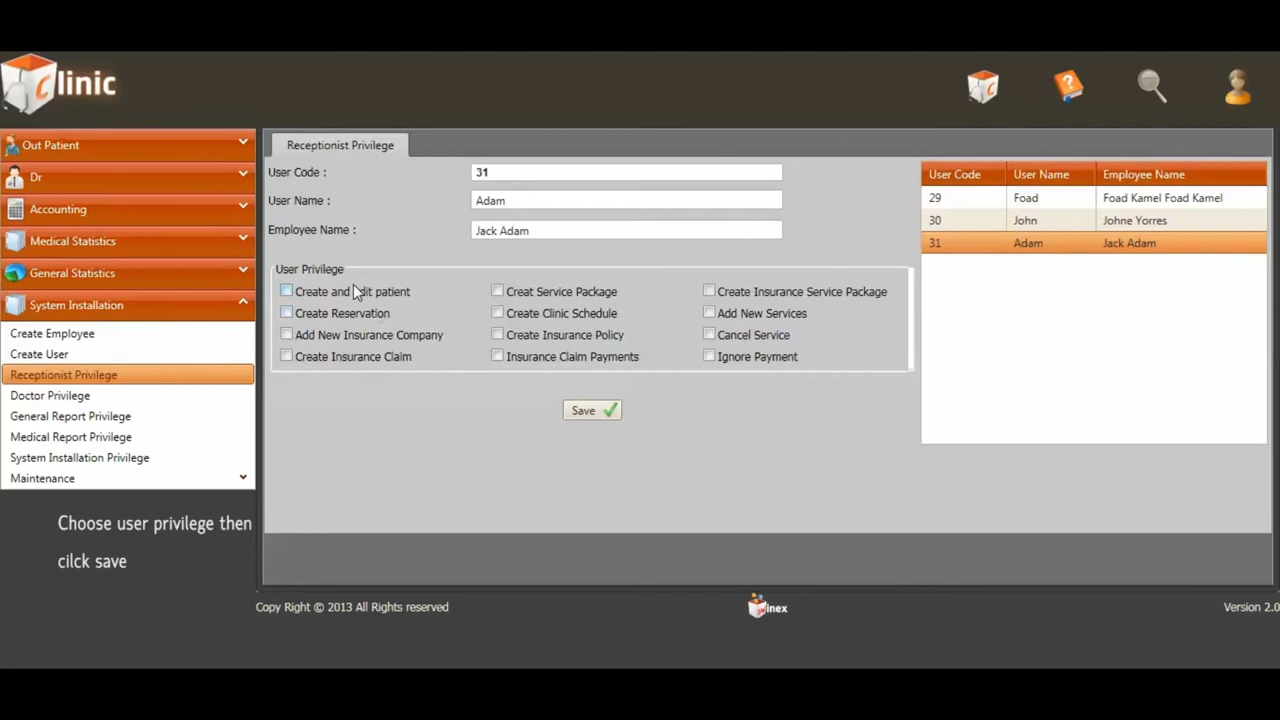 Clinic
Out Patient
Dr
Accounting
Medical Statistics
General Statistics
System Installation
Create Employee
Create User
Receptionist Privilege
Doctor Privilege
General Report Privilege
Medical Report Privilege
System Installation Privilege
Maintenance
Choose user privilege then
cilck save
Receptionist Privilege
User Code : 31
User Name : Adam
Employee Name : Jack Adam
User Privilege
Create and edit patient Creat Service Package Create Insurance Service Package
Create Reservation Create Clinic Schedule Add New Services
Add New Insurance Company Create Insurance Policy Cancel Service
Create Insurance Claim Insurance Claim Payments Ignore Payment
Save
User Code User Name Employee Name
29 Foad Foad Kamel Foad Kamel
30 John Johne Yorres
31 Adam Jack Adam
Copy Right © 2013 All Rights reserved
inex
Version 2.0